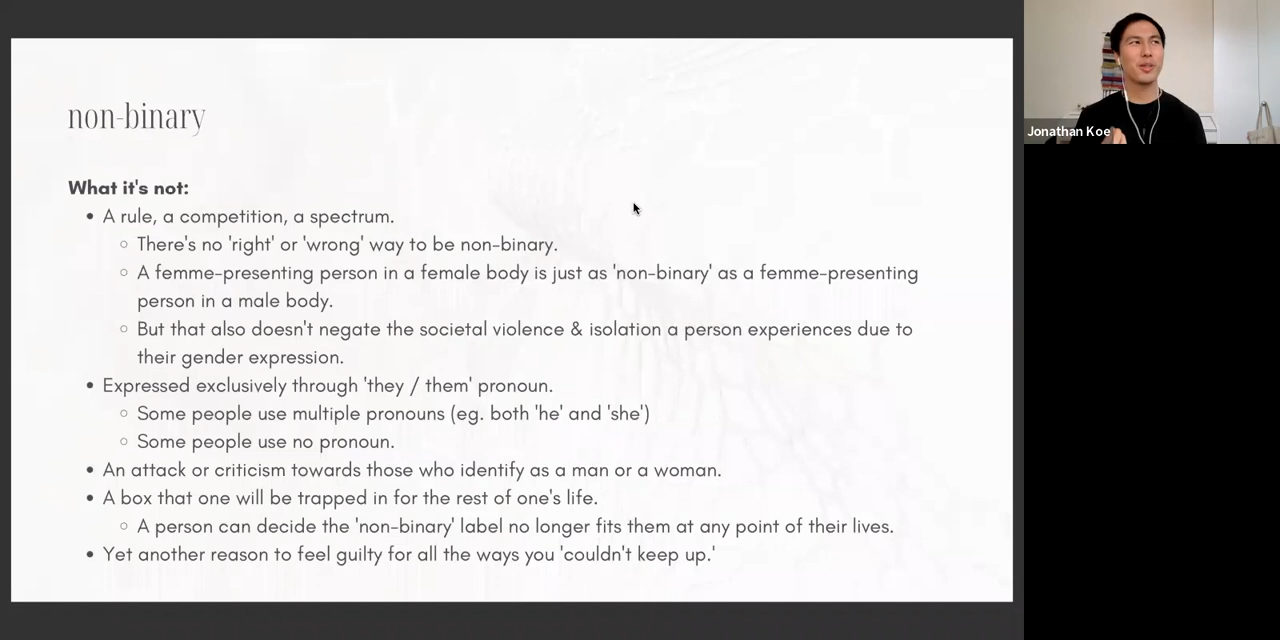 non-binary
What it's not:
• A rule, a competition, a spectrum.
◦ There's no 'right' or 'wrong' way to be non-binary.
◦ A femme-presenting person in a female body is just as 'non-binary' as a femme-presenting
person in a male body.
◦ But that also doesn't negate the societal violence & isolation a person experiences due to
their gender expression.
• Expressed exclusively through 'they / them' pronoun.
◦ Some people use multiple pronouns (eg. both 'he' and 'she')
◦ Some people use no pronoun.
• An attack or criticism towards those who identify as a man or a woman.
• A box that one will be trapped in for the rest of one's life.
◦ A person can decide the 'non-binary' label no longer fits them at any point of their lives.
• Yet another reason to feel guilty for all the ways you 'couldn't keep up.'
Jonathan Koe